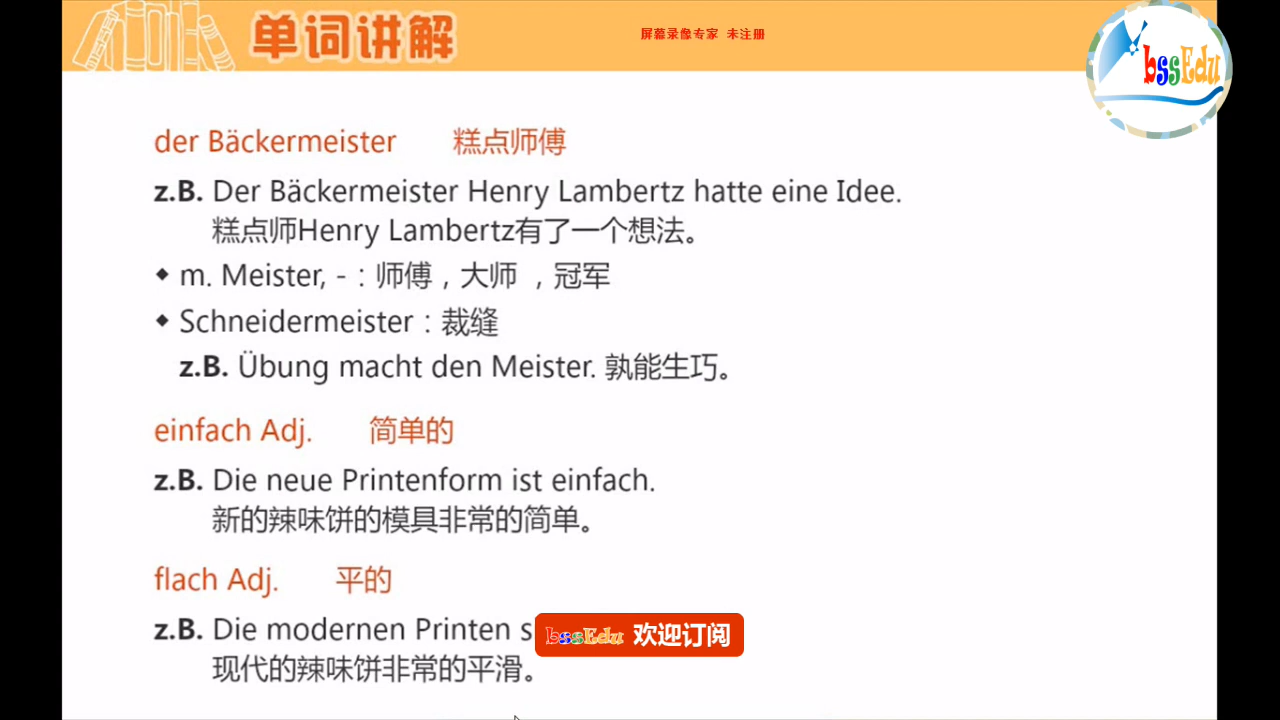 单词讲解
屏幕录像专家 未注册
bssEdu
der Bäckermeister 糕点师傅
z.B. Der Bäckermeister Henry Lambertz hatte eine Idee.
糕点师Henry Lambertz有了一个想法。
◆ m. Meister, -：师傅，大师 ，冠军
◆ Schneidermeister：裁缝
z.B. Übung macht den Meister. 孰能生巧。
einfach Adj. 简单的
z.B. Die neue Printenform ist einfach.
新的辣味饼的模具非常的简单。
flach Adj. 平的
z.B. Die modernen Printen s
bssEdu 欢迎订阅
现代的辣味饼非常的平滑。